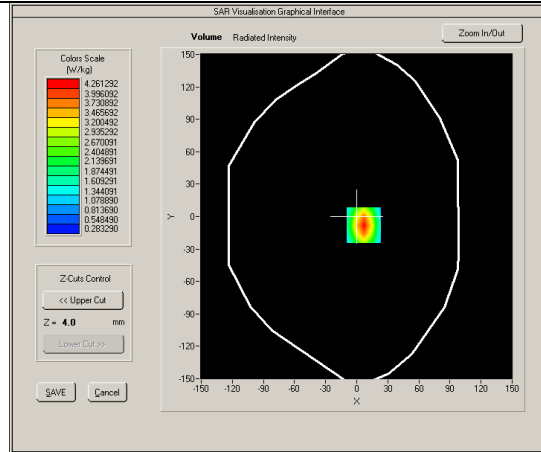 SAR Visualisation Graphical Interface
Volume Radiated Intensity
Zoom In/Out
Colors Scale
(W/kg)
4.261292
3.996092
3.730892
3.465692
3.200492
2.935292
2.670091
2.404891
2.139691
1.874491
1.609291
1.344091
1.078890
0.813690
0.548490
0.283290
Z-Cuts Control
<< Upper Cut
Z = 4.0 mm
Lower Cut >>
SAVE Cancel
150
120
90
60
30
0
-30
-60
-90
-120
-150
Y
-150 -120 -90 -60 -30 0 30 60 90 120 150
X